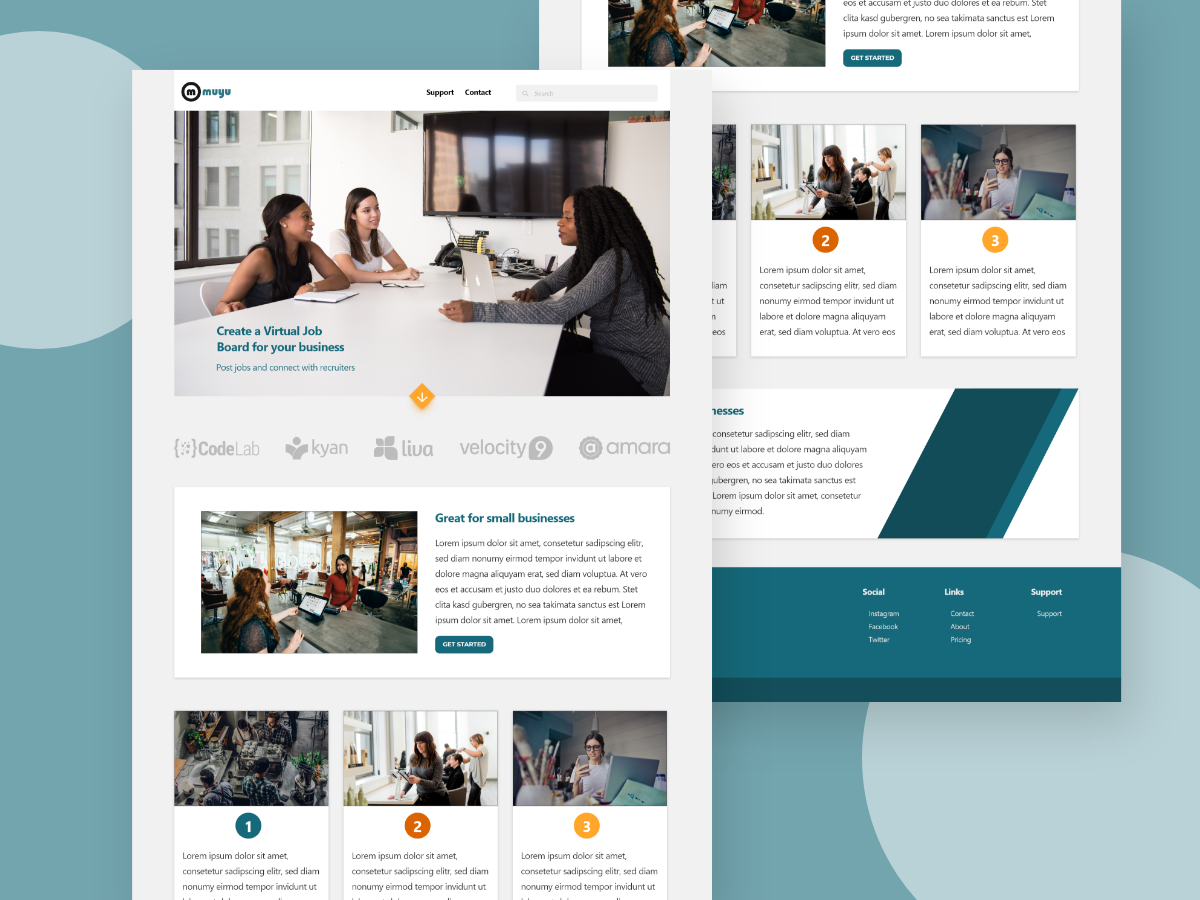 m muyu
Support
Contact
Search
Create a Virtual Job
Board for your business
Post jobs and connect with recruiters
{#}CodeLab
kyan
liva
velocity 9
@amara
Great for small businesses
Lorem ipsum dolor sit amet, consetetur sadipscing elitr,
sed diam nonumy eirmod tempor invidunt ut labore et
dolore magna aliquyam erat, sed diam voluptua. At vero
eos et accusam et justo duo dolores et ea rebum. Stet
clita kasd gubergren, no sea takimata sanctus est Lorem
ipsum dolor sit amet. Lorem ipsum dolor sit amet,
GET STARTED
1
Lorem ipsum dolor sit amet,
consetetur sadipscing elitr, sed diam
nonumy eirmod tempor invidunt ut
2
Lorem ipsum dolor sit amet,
consetetur sadipscing elitr, sed diam
nonumy eirmod tempor invidunt ut
3
Lorem ipsum dolor sit amet,
consetetur sadipscing elitr, sed diam
nonumy eirmod tempor invidunt ut
eos et accusam et justo duo dolores et ea rebum. Stet
clita kasd gubergren, no sea takimata sanctus est Lorem
ipsum dolor sit amet. Lorem ipsum dolor sit amet,
GET STARTED
diam
ut
eos
2
Lorem ipsum dolor sit amet,
consetetur sadipscing elitr, sed diam
nonumy eirmod tempor invidunt ut
labore et dolore magna aliquyam
erat, sed diam voluptua. At vero eos
3
Lorem ipsum dolor sit amet,
consetetur sadipscing elitr, sed diam
nonumy eirmod tempor invidunt ut
labore et dolore magna aliquyam
erat, sed diam voluptua. At vero eos
nesses
consetetur sadipscing elitr, sed diam
dunt ut labore et dolore magna aliquyam
ero eos et accusam et justo duo dolores
gubergren, no sea takimata sanctus est
Lorem ipsum dolor sit amet, consetetur
numy eirmod.
Social
Instagram
Facebook
Twitter
Links
Contact
About
Pricing
Support
Support